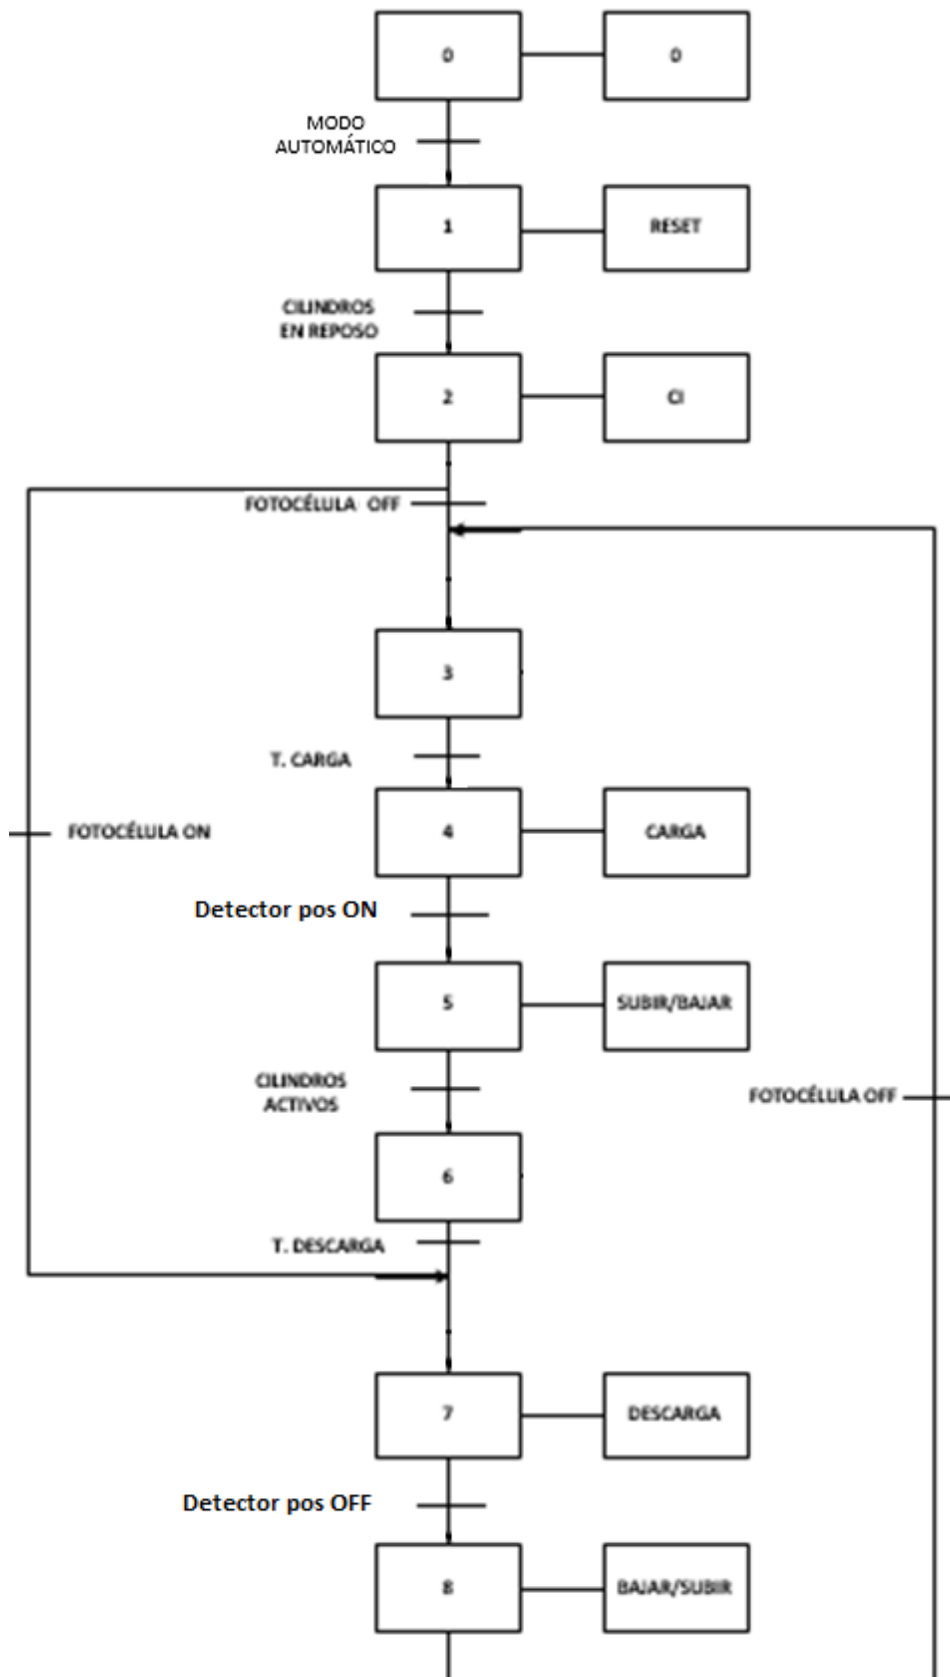 0
0
MODO
AUTOMÁTICO
1
RESET
CILINDROS
EN REPOSO
2
CI
FOTOCÉLULA OFF
3
T. CARGA
4
CARGA
FOTOCÉLULA ON
Detector pos ON
5
SUBIR/BAJAR
CILINDROS
ACTIVOS
FOTOCÉLULA OFF
6
T. DESCARGA
7
DESCARGA
Detector pos OFF
8
BAJAR/SUBIR